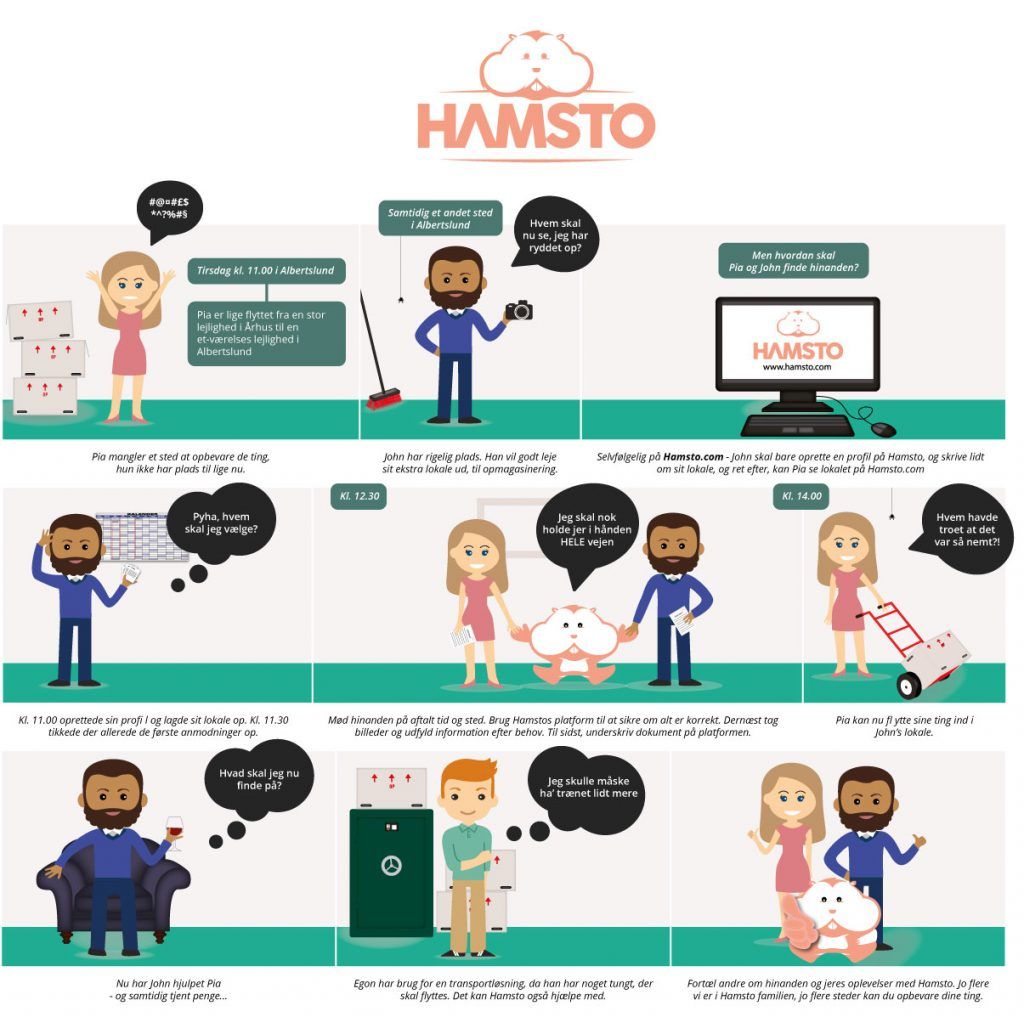 HAMSTO
#@¤#£$
*^?%#§
Tirsdag kl. 11.00 i Albertslund
Pia er lige flyttet fra en stor
lejlighed i Århus til en
et-værelses lejlighed i
Albertslund
Samtidig et andet sted
i Albertslund
Hvem skal
nu se, jeg har
ryddet op?
Men hvordan skal
Pia og John finde hinanden?
HAMSTO
www.hamsto.com
Pia mangler et sted at opbevare de ting,
hun ikke har plads til lige nu.
John har rigelig plads. Han vil godt leje
sit ekstra lokale ud, til opmagasinering.
Selvfølgelig på Hamsto.com - John skal bare oprette en profil på Hamsto, og skrive lidt
om sit lokale, og ret efter, kan Pia se lokalet på Hamsto.com
KALENDER
Pyha, hvem
skal jeg vælge?
Kl. 12.30
Jeg skal nok
holde jer i hånden
HELE vejen
Kl. 14.00
Hvem havde
troet at det
var så nemt?!
Kl. 11.00 oprettede sin profi l og lagde sit lokale op. Kl. 11.30
tikkede der allerede de første anmodninger op.
Mød hinanden på aftalt tid og sted. Brug Hamstos platform til at sikre om alt er korrekt. Dernæst tag
billeder og udfyld information efter behov. Til sidst, underskriv dokument på platformen.
Pia kan nu fl ytte sine ting ind i
John's lokale.
Hvad skal jeg nu
finde på?
Jeg skulle måske
ha' trænet lidt mere
Nu har John hjulpet Pia
- og samtidig tjent penge...
Egon har brug for en transportløsning, da han har noget tungt, der
skal flyttes. Det kan Hamsto også hjælpe med.
Fortæl andre om hinanden og jeres oplevelser med Hamsto. Jo flere
vi er i Hamsto familien, jo flere steder kan du opbevare dine ting.